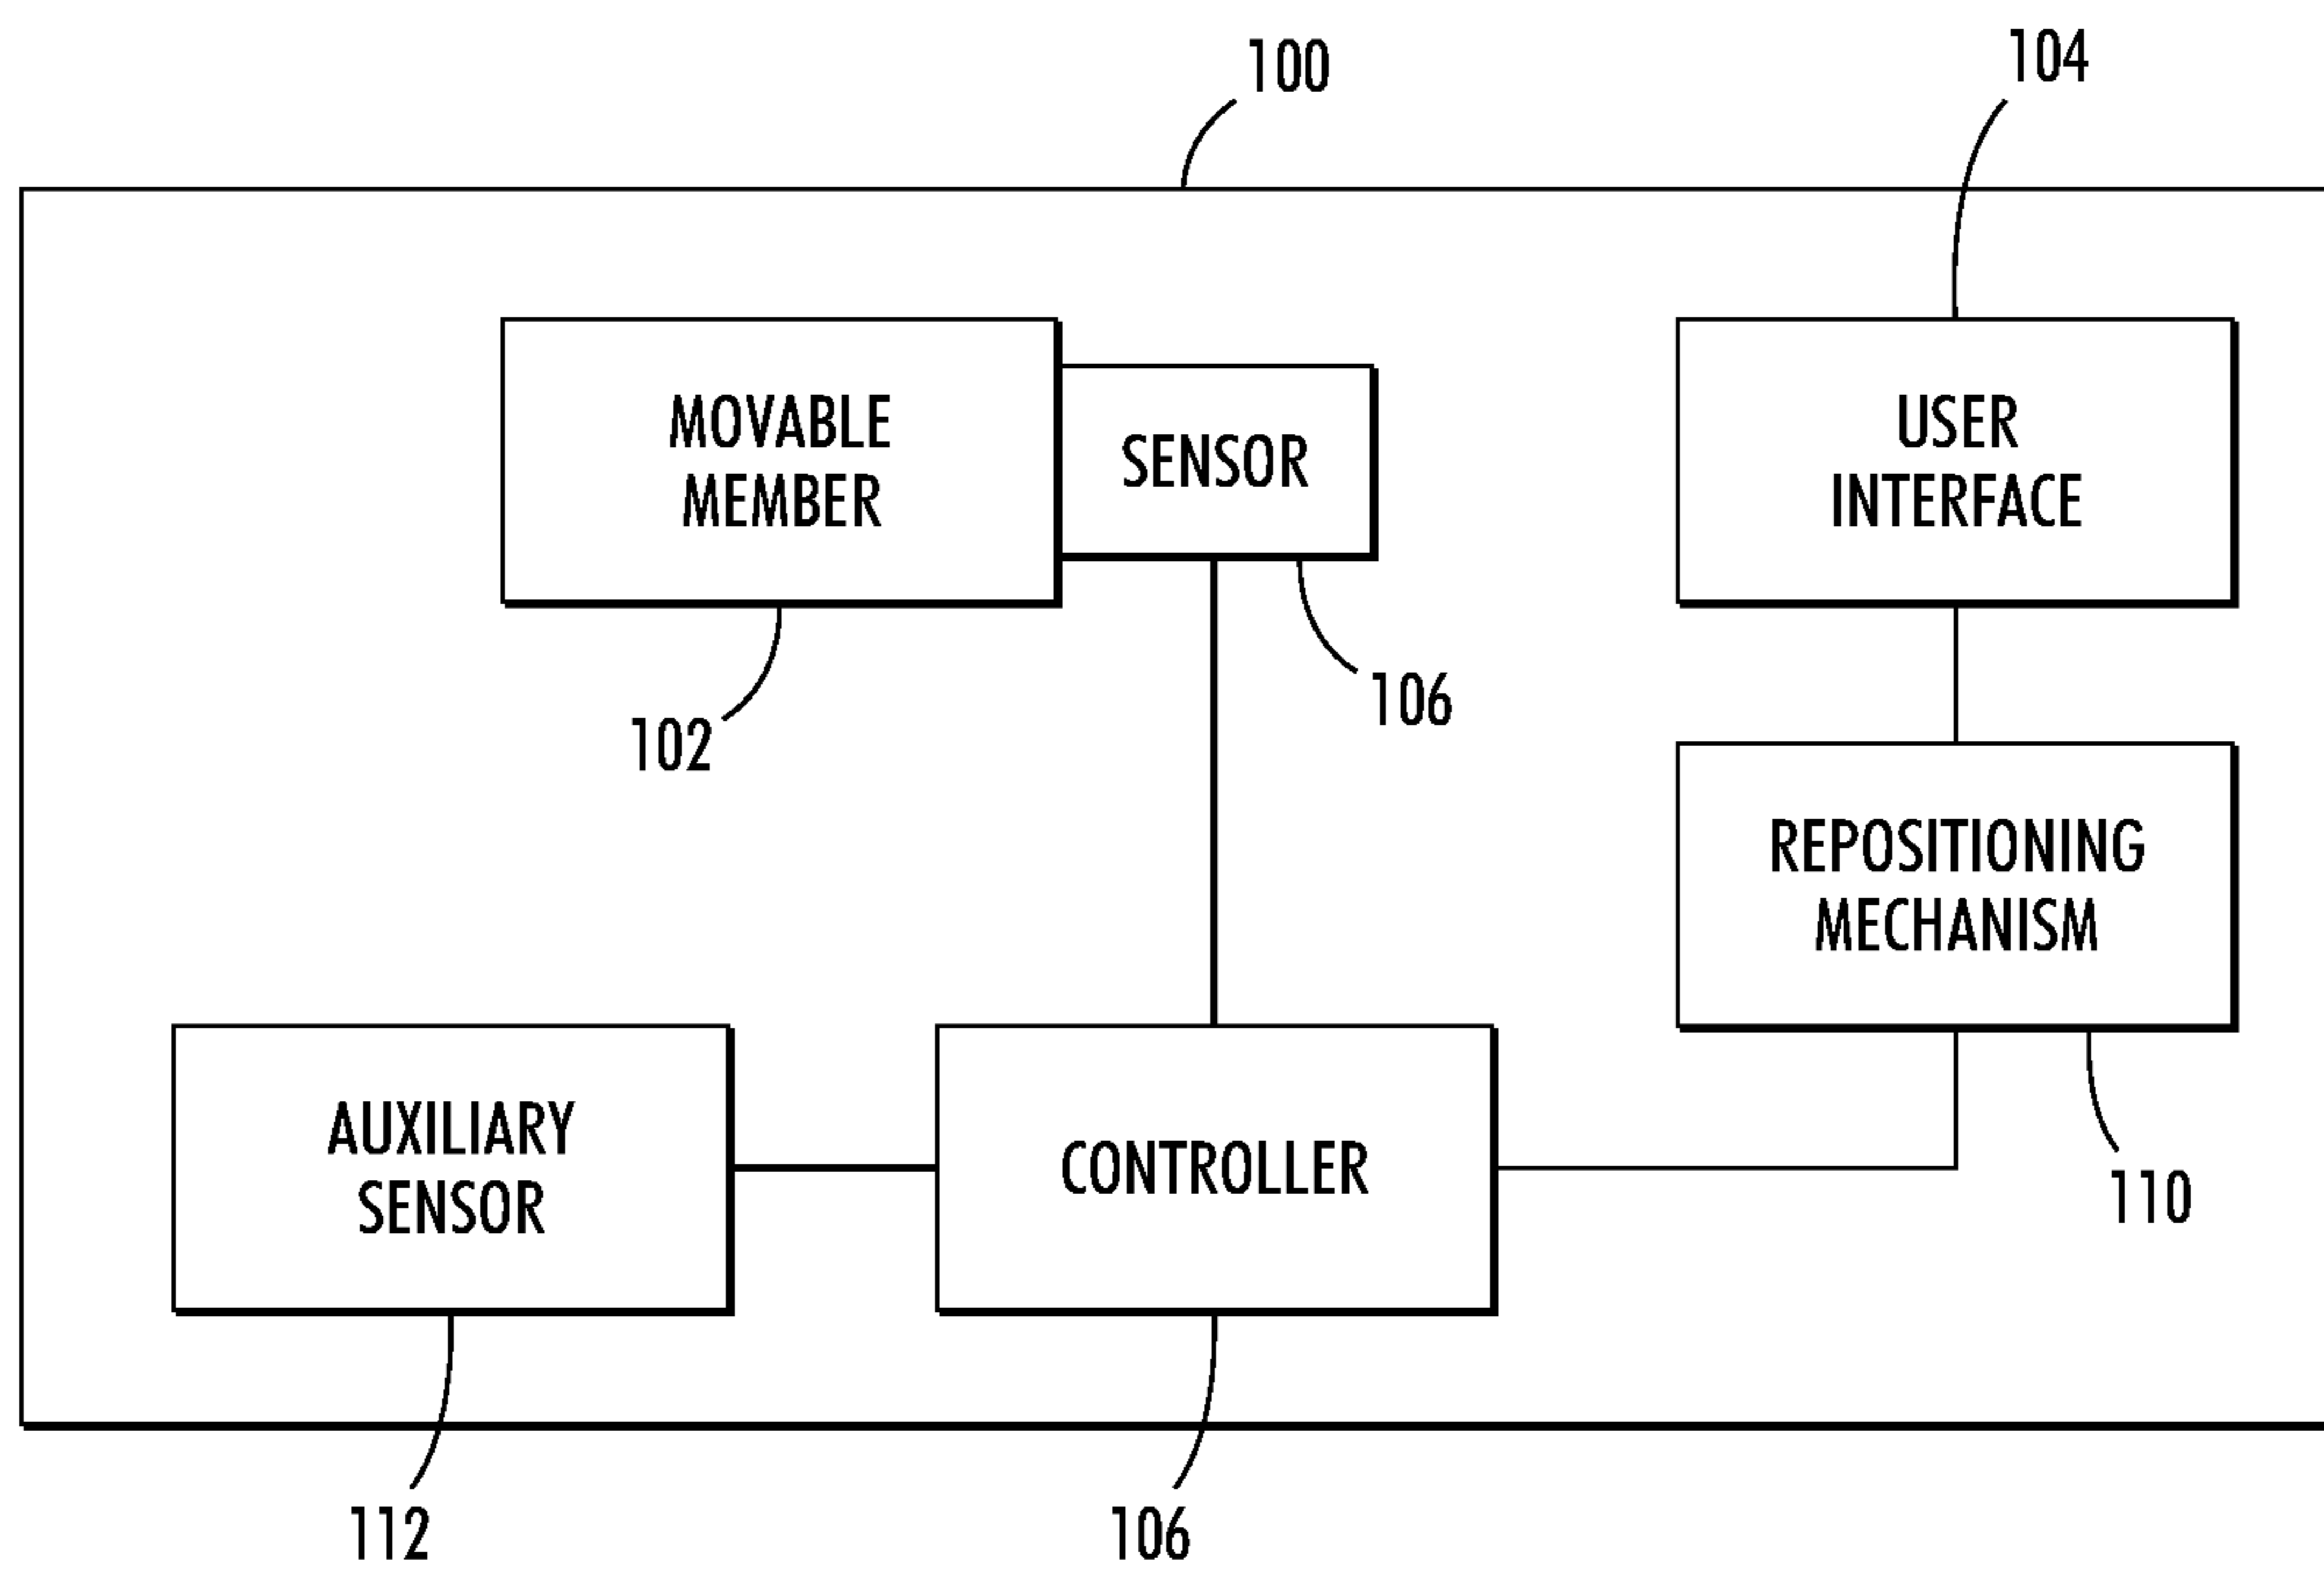 100
104
MOVABLE
MEMBER
SENSOR
USER
INTERFACE
106
102
REPOSITIONING
MECHANISM
110
AUXILIARY
SENSOR
CONTROLLER
112
106